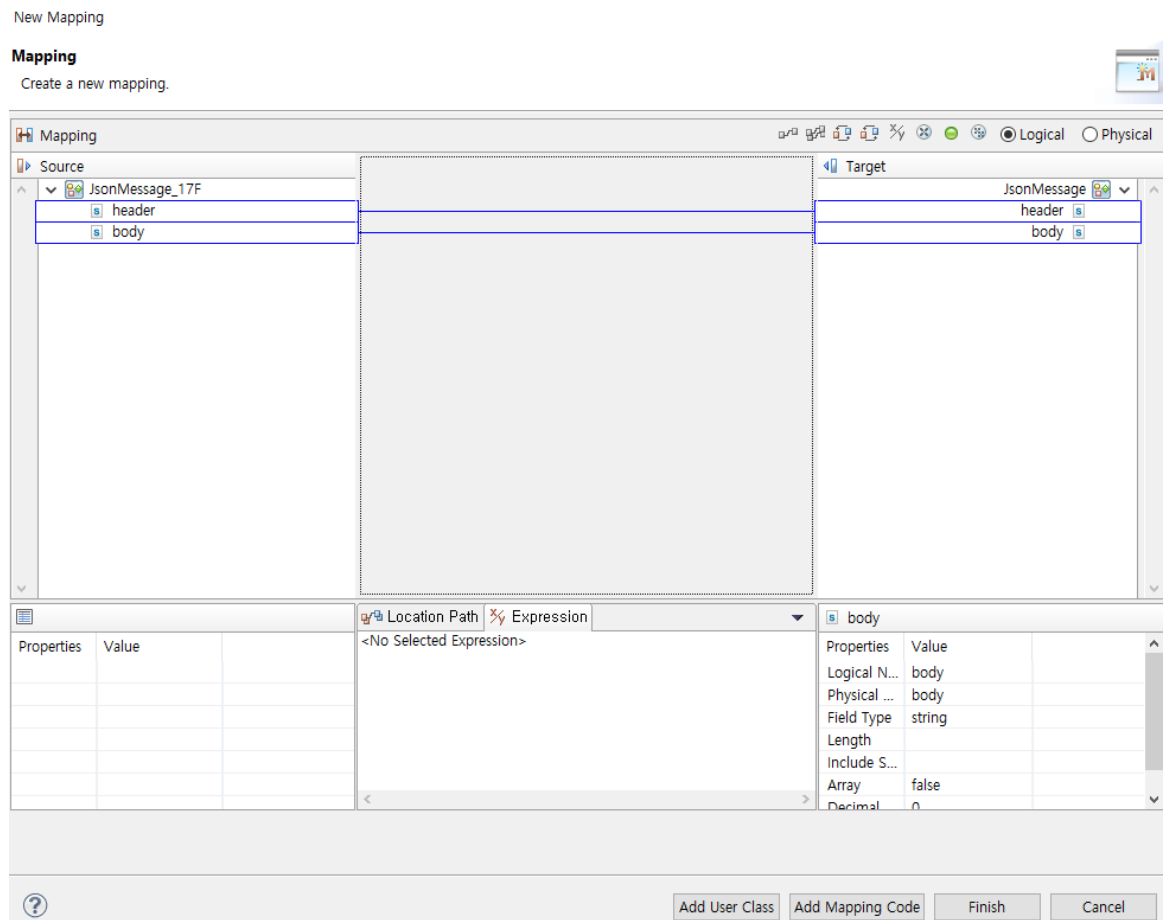 New Mapping
Mapping
Create a new mapping.
Mapping
Logical Physical
Source
Target
JsonMessage_17F
JsonMessage
header
header
body
body
Location Path Expression
body
Properties Value
<No Selected Expression>
Properties Value
Logical N... body
Physical ... body
Field Type string
Length
Include S...
Array false
Decimal 0
Add User Class Add Mapping Code Finish Cancel